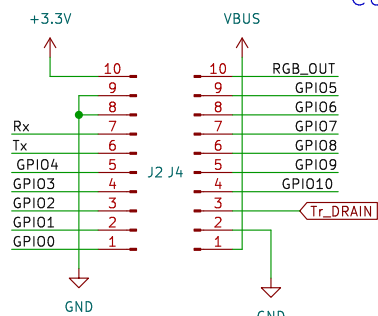 +3.3V
VBUS
10
9
8
Rx 7
Tx 6
GPIO4 5
GPIO3 4
GPIO2 3
GPIO1 2
GPIO0 1
J2 J4
10 RGB_OUT
9 GPIO5
8 GPIO6
7 GPIO7
6 GPIO8
5 GPIO9
4 GPIO10
3 Tr_DRAIN
2
1
GND
GND